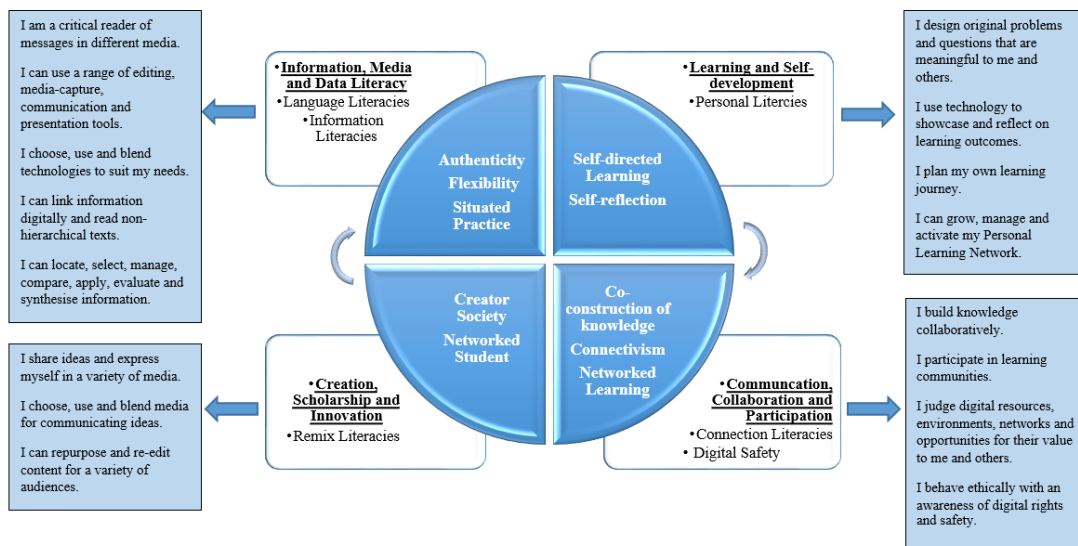 I am a critical reader of
messages in different media.
I can use a range of editing,
media-capture,
communication and
presentation tools.
I choose, use and blend
technologies to suit my needs.
I can link information
digitally and read non-
hierarchical texts.
I can locate, select, manage,
compare, apply, evaluate and
synthesise information.
•Information, Media
and Data Literacy
•Language Literacies
•Information
Literacies
Authenticity
Flexibility
Situated
Practice
Self-directed
Learning
Self-reflection
•Learning and Self-
development
•Personal Litercies
I design original problems
and questions that are
meaningful to me and
others.
I use technology to
showcase and reflect on
learning outcomes.
I plan my own learning
journey.
I can grow, manage and
activate my Personal
Learning Network.
I share ideas and express
myself in a variety of media.
I choose, use and blend media
for communicating ideas.
I can repurpose and re-edit
content for a variety of
audiences.
•Creation,
Scholarship and
Innovation
•Remix Literacies
Creator
Society
Networked
Student
Co-
construction of
knowledge
Connectivism
Networked
Learning
•Communcation,
Collaboration and
Participation
•Connection Literacies
• Digital Safety
I build knowledge
collaboratively.
I participate in learning
communities.
I judge digital resources,
environments, networks and
opportunities for their value
to me and others.
I behave ethically with an
awareness of digital rights
and safety.